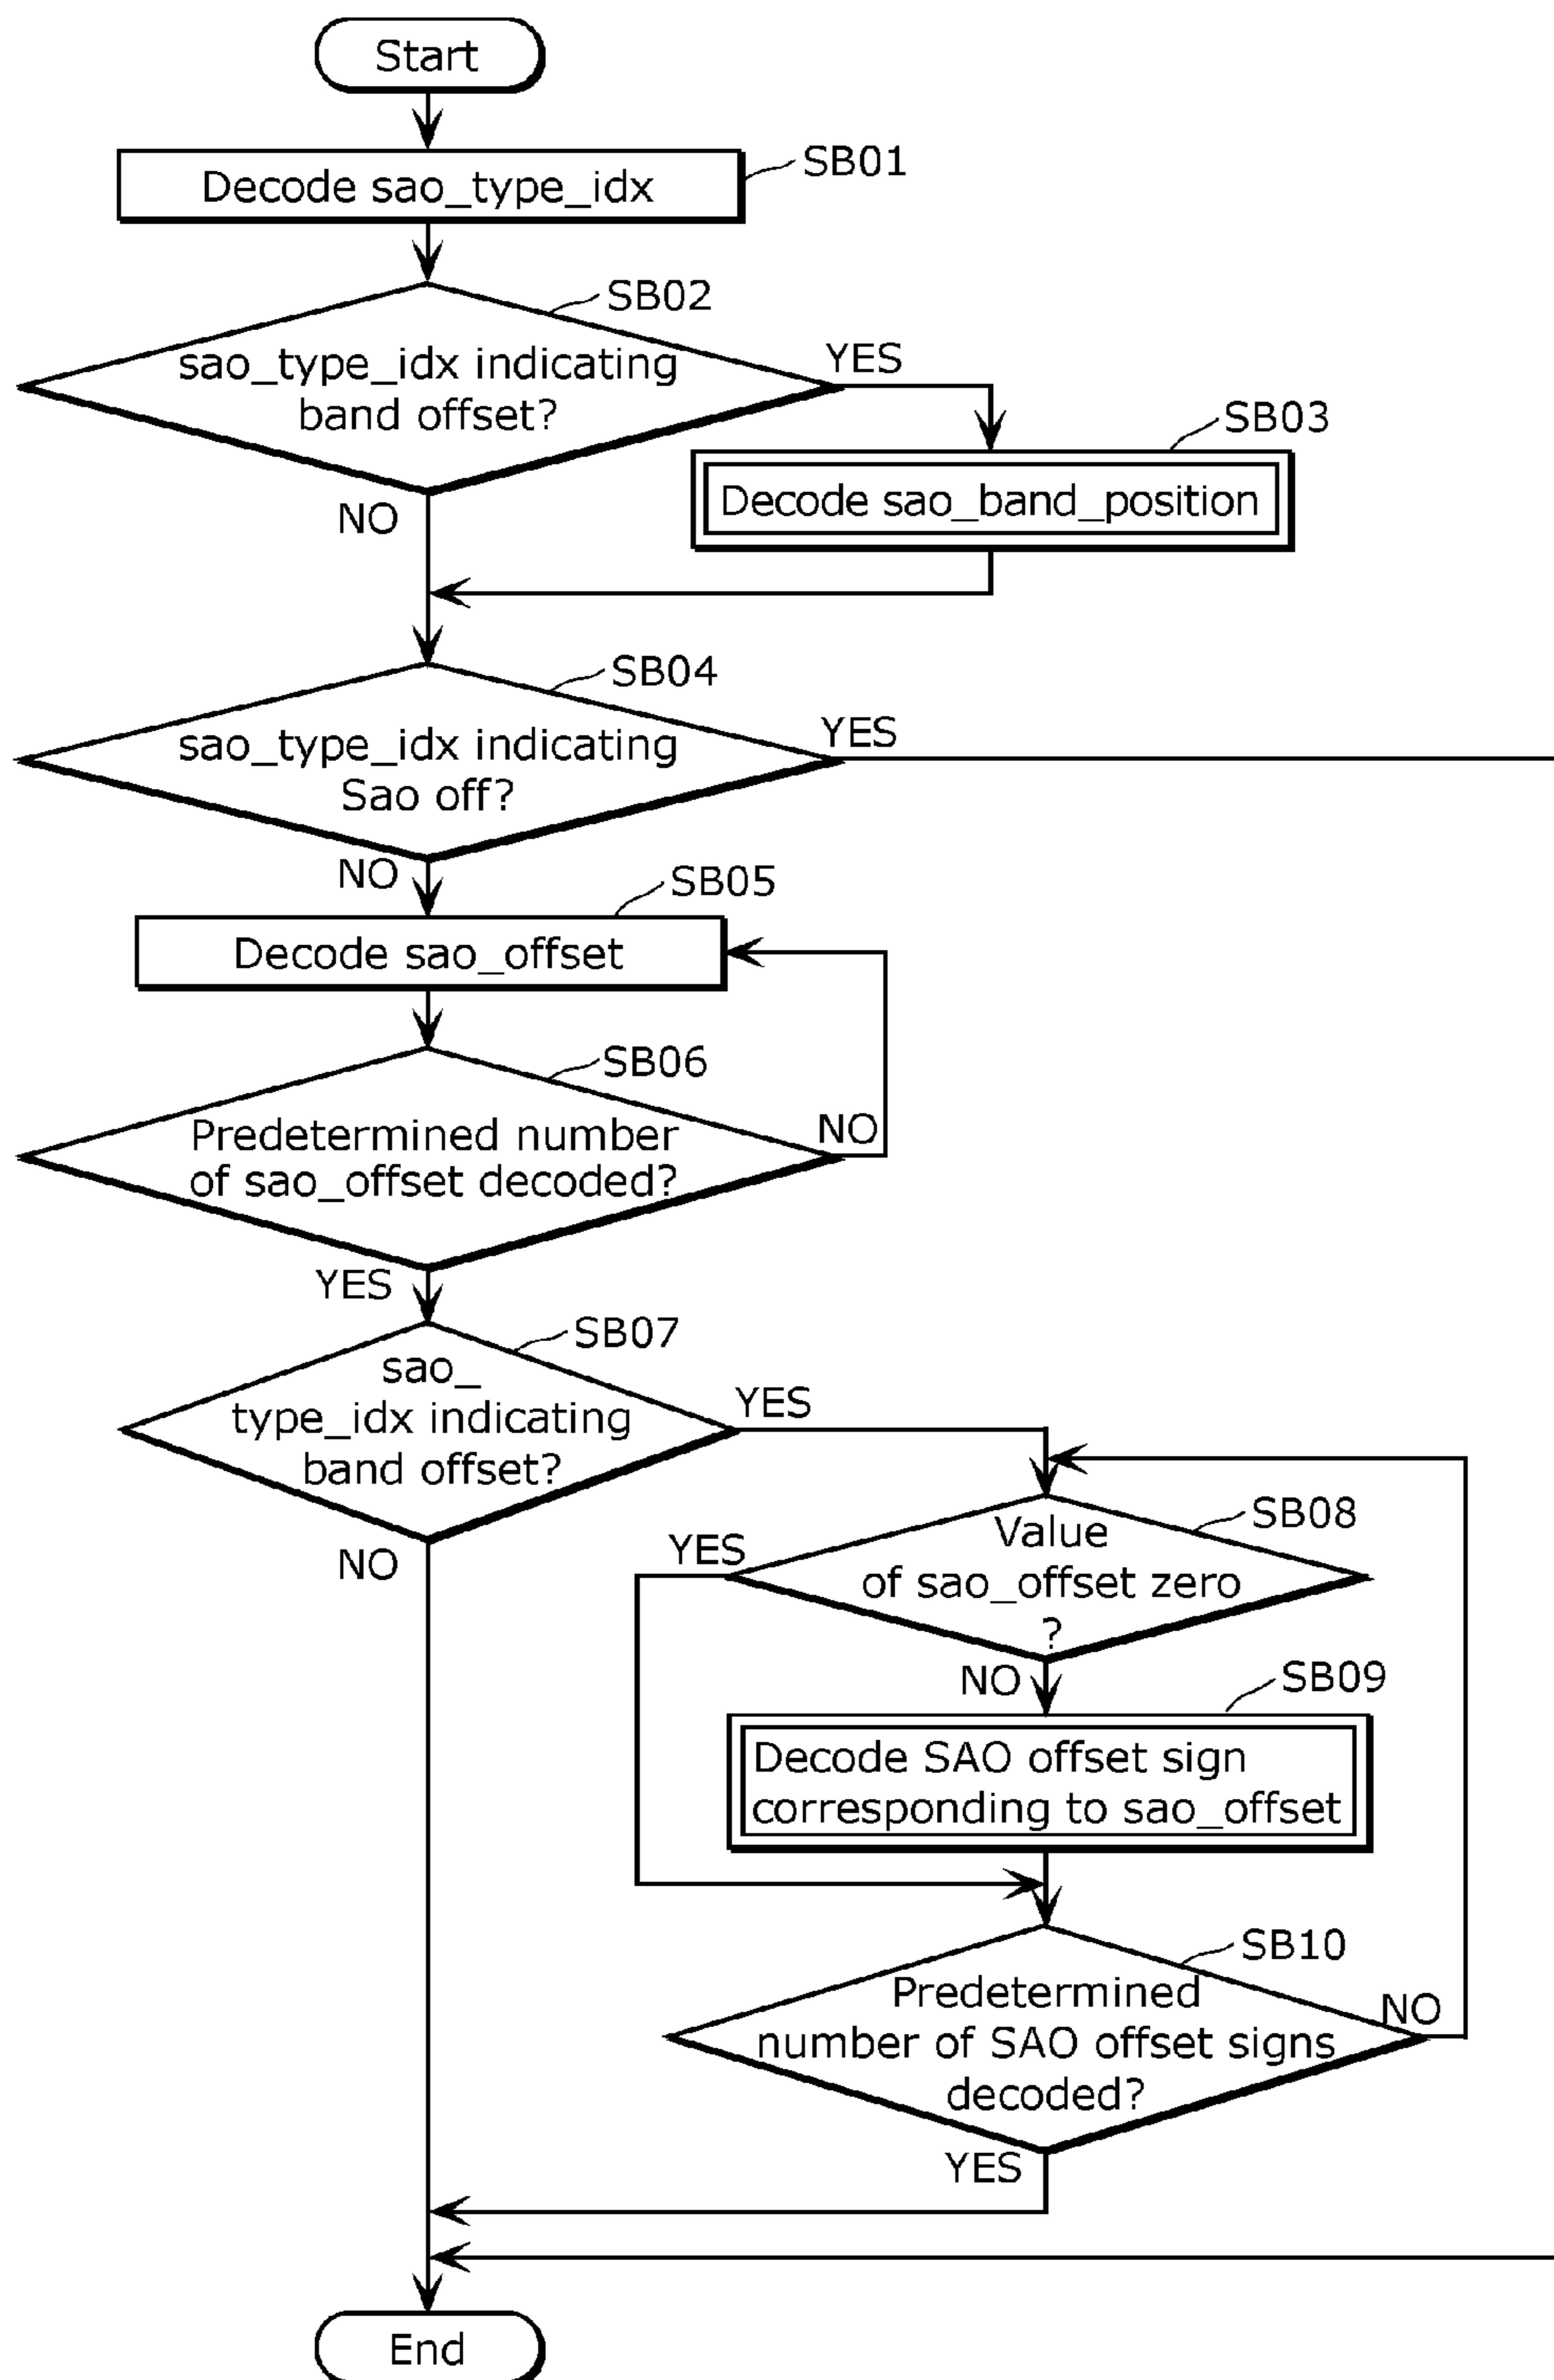 Start
SB01
Decode sao_type_idx
SB02
sao_type_idx indicating
band offset?
YES
NO
SB03
Decode sao_band_position
SB04
sao_type_idx indicating
Sao off?
YES
NO
SB05
Decode sao_offset
SB06
Predetermined number
of sao_offset decoded?
NO
YES
SB07
sao_
type_idx indicating
band offset?
YES
NO
SB08
Value
of sao_offset zero
?
YES
NO
SB09
Decode SAO offset sign
corresponding to sao_offset
SB10
Predetermined
number of SAO offset signs
decoded?
NO
YES
End